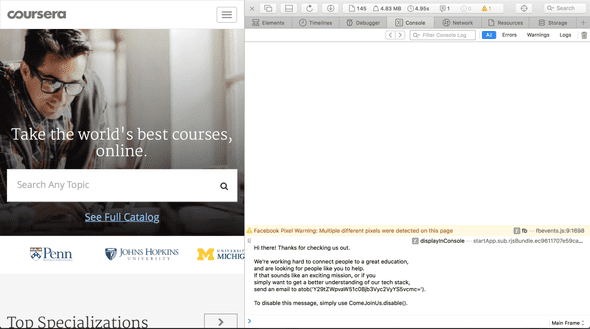 coursera
145
4.83 MB
4.95s
1
0
1
Search
Elements
Timelines
Debugger
Console
Network
Resources
Storage
Filter Console Log
All
Errors
Warnings
Logs
Take the world's best courses,
online.
Search Any Topic
See Full Catalog
Penn
JOHNS HOPKINS
UNIVERSITY
UNIVERSITY
MICHIG
Top Specializations
Facebook Pixel Warning: Multiple different pixels were detected on this page
fb — fbevents.js:9:1698
displayInConsole — startApp.sub.rjsBundle.ec9611707e59ca...
Hi there! Thanks for checking us out.
We're working hard to connect people to a great education,
and are looking for people like you to help.
If that sounds like an exciting mission, or if you
simply want to get a better understanding of our tech stack,
To disable this message, simply use ComeJoinUs.disable().
Main Frame